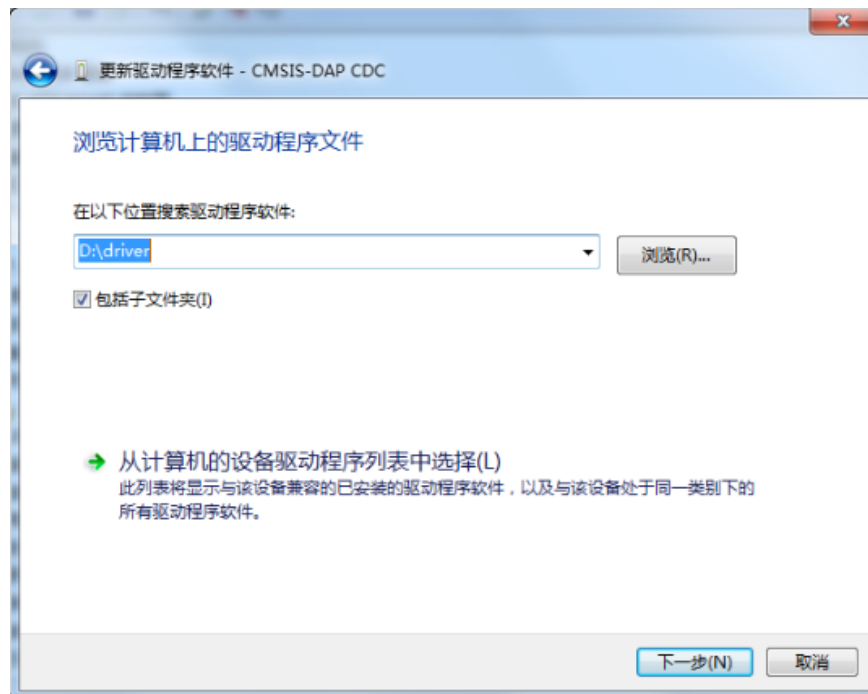 更新驱动程序软件 - CMSIS-DAP CDC
浏览计算机上的驱动程序文件
在以下位置搜索驱动程序软件:
D:\driver
浏览(R)...
包括子文件夹(I)
从计算机的设备驱动程序列表中选择(L)
此列表将显示与该设备兼容的已安装的驱动程序软件，以及与该设备处于同一类别下的
所有驱动程序软件。
下一步(N)
取消